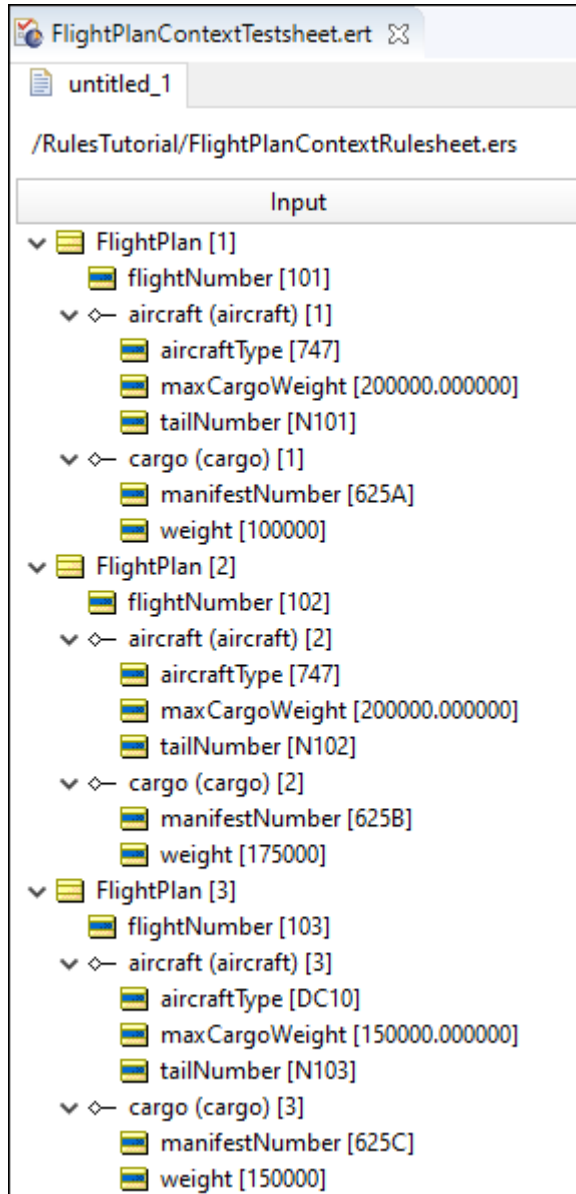 FlightPlanContextTestsheet.ert
untitled_1
/RulesTutorial/FlightPlanContextRulesheet.ers
Input
FlightPlan [1]
flightNumber [101]
aircraft (aircraft) [1]
aircraftType [747]
maxCargoWeight [200000.000000]
tailNumber [N101]
cargo (cargo) [1]
manifestNumber [625A]
weight [100000]
FlightPlan [2]
flightNumber [102]
aircraft (aircraft) [2]
aircraftType [747]
maxCargoWeight [200000.000000]
tailNumber [N102]
cargo (cargo) [2]
manifestNumber [625B]
weight [175000]
FlightPlan [3]
flightNumber [103]
aircraft (aircraft) [3]
aircraftType [DC10]
maxCargoWeight [150000.000000]
tailNumber [N103]
cargo (cargo) [3]
manifestNumber [625C]
weight [150000]